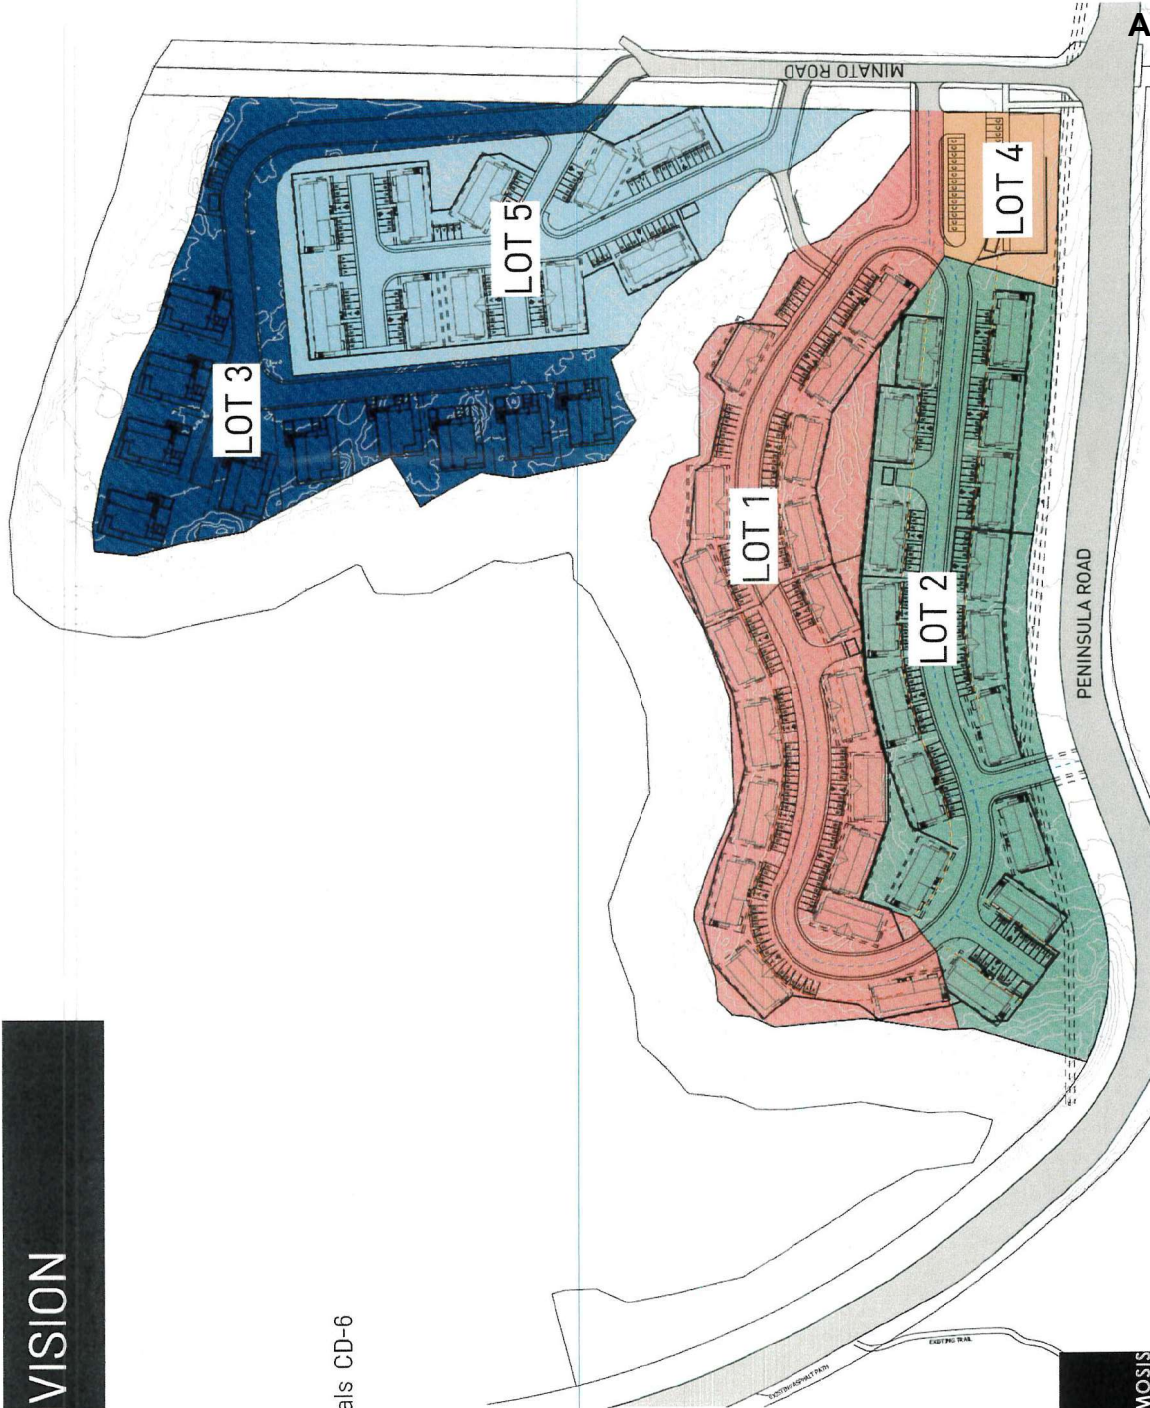 A
MINATO ROAD
LOT 4
LOT 5
LOT 3
LOT 1
LOT 2
PENINSULA ROAD
VISION
als CD-6
EXISTING TRAIL
EXISTING ASPHALT PATH
MOSIS